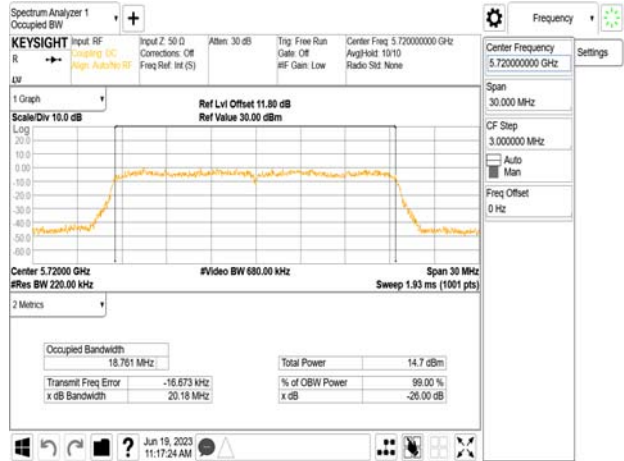 Spectrum Analyzer 1
Occupied BW
Frequency
KEYSIGHT
R
Input: RF
Coupling: DC
Align: Auto/No RF
Input Z: 50 Ω
Corrections: Off
Freq Ref: Int (S)
Atten: 30 dB
Trig: Free Run
Gate: Off
#IF Gain: Low
Center Freq: 5.720000000 GHz
Avg|Hold: 10/10
Radio Std: None
Center Frequency
5.720000000 GHz
Settings
Span
30.000 MHz
CF Step
3.000000 MHz
Auto
Man
Freq Offset
0 Hz
1 Graph
Scale/Div 10.0 dB
Ref Lvl Offset 11.80 dB
Ref Value 30.00 dBm
Log
20.0
10.0
0.00
-10.0
-20.0
-30.0
-40.0
-50.0
-60.0
Center 5.72000 GHz
#Res BW 220.00 kHz
#Video BW 680.00 kHz
Span 30 MHz
Sweep 1.93 ms (1001 pts)
2 Metrics
Occupied Bandwidth
18.761 MHz
Total Power 14.7 dBm
Transmit Freq Error -16.673 kHz
% of OBW Power 99.00 %
x dB Bandwidth 20.18 MHz
x dB -26.00 dB
Jun 19, 2023
11:17:24 AM